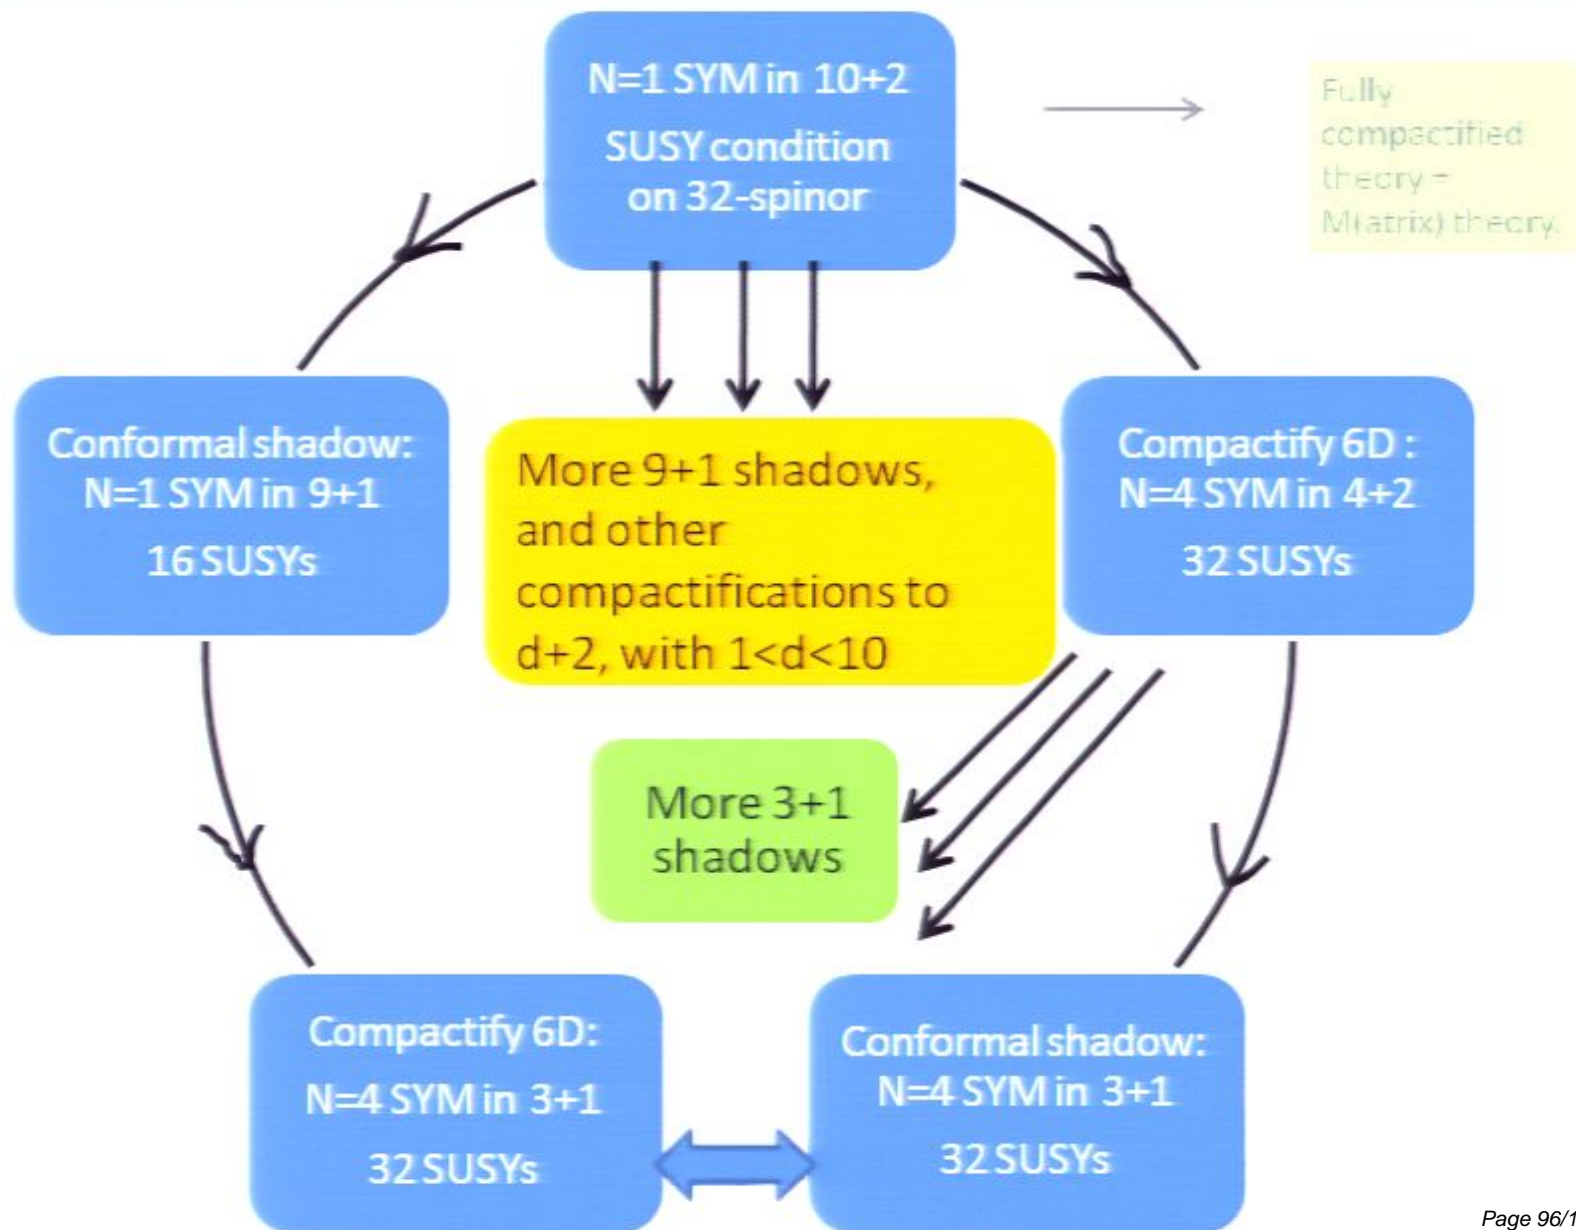 N=1 SYM in 10+2
SUSY condition
on 32-spinor
Fully
compactified
theory =
M(atrix) theory.
Conformal shadow:
N=1 SYM in 9+1
16 SUSYs
More 9+1 shadows,
and other
compactifications to
d+2, with 1<d<10
Compactify 6D :
N=4 SYM in 4+2
32 SUSYs
More 3+1
shadows
Compactify 6D:
N=4 SYM in 3+1
32 SUSYs
Conformal shadow:
N=4 SYM in 3+1
32 SUSYs
Page 96/1